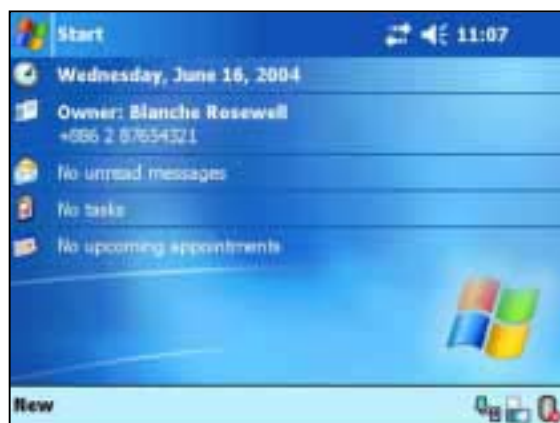 Start 11:07
Wednesday, June 16, 2004
Owner: Blanche Rosewell
+886 2 87654321
No unread messages
No tasks
No upcoming appointments
New